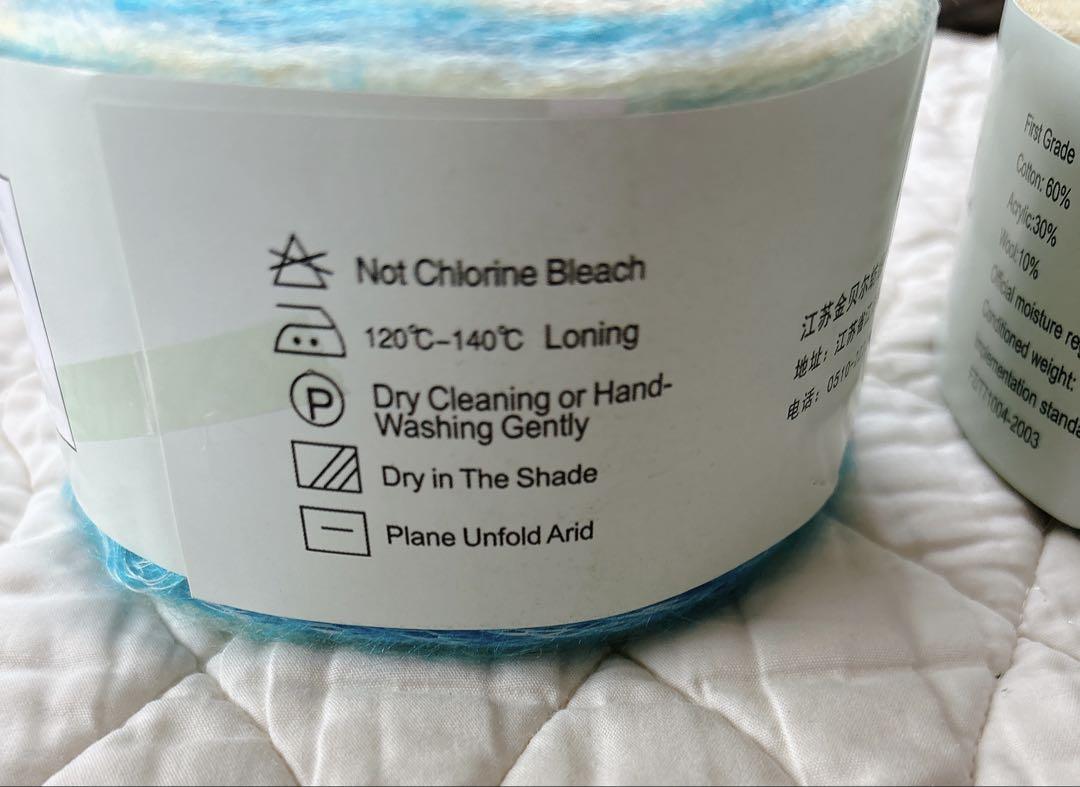 Not Chlorine Bleach
120℃-140℃ Loning
P
Dry Cleaning or Hand-
Washing Gently
Dry in The Shade
Plane Unfold Arid
江苏金贝尔
地址：江苏省江
电话：0510-
First Grade
Cotton: 60%
Acrylic:30%
Wool:10%
Official moisture
Conditioned weight:
Implementation
FZ/T71004-2003